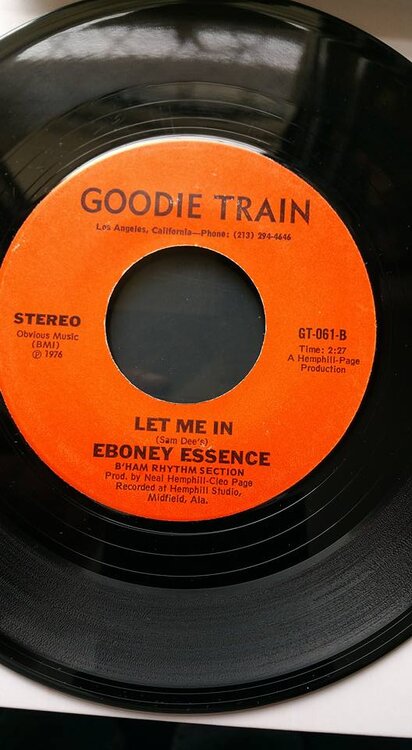 GOODIE TRAIN
Los Angeles, California—Phone: (213) 294-4646
STEREO
Obvious Music
(BMI)
℗ 1976
GT-061-B
Time: 2:27
A Hemphill-Page
Production
LET ME IN
(Sam Dee's)
EBONEY ESSENCE
B'HAM RHYTHM SECTION
Prod. by Neal Hemphill-Cleo Page
Recorded at Hemphill Studio,
Midfield, Ala.